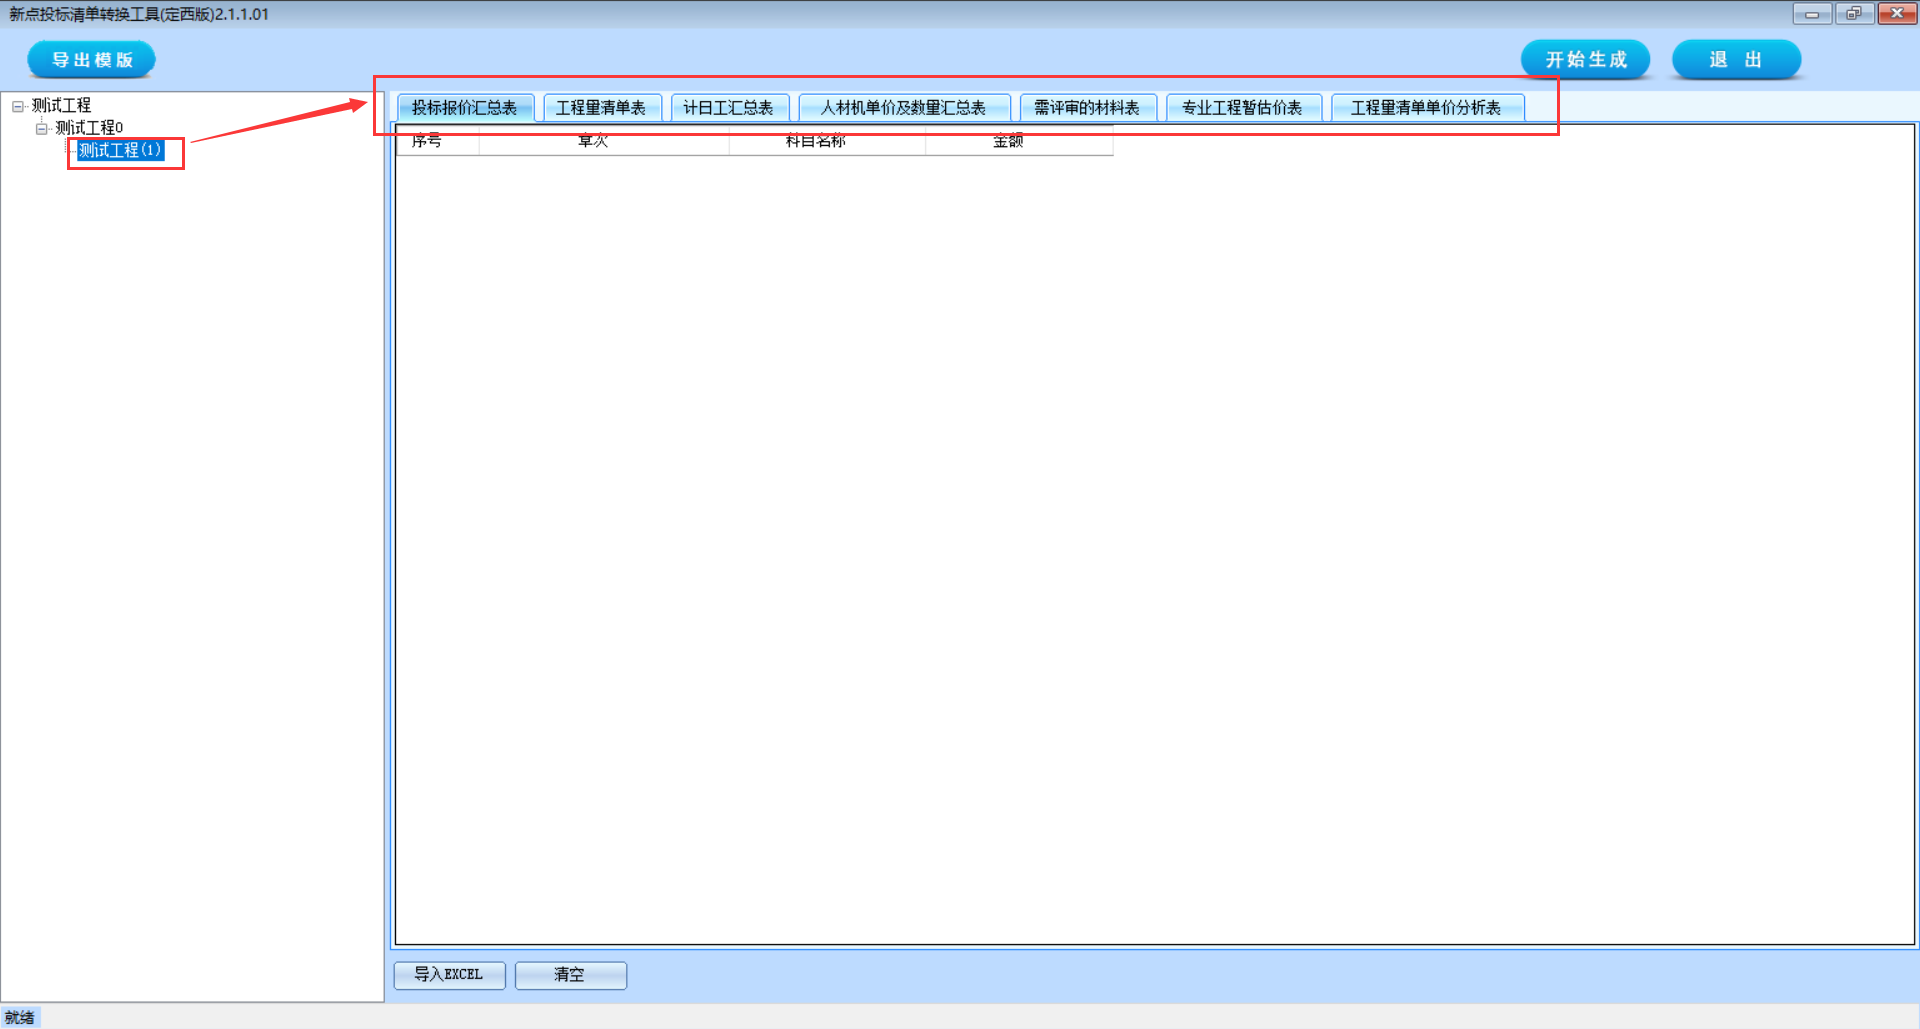 新点投标清单转换工具(定西版)2.1.1.01
导出模版
开始生成
退 出
测试工程
测试工程0
测试工程(1)
投标报价汇总表 工程量清单表 计日工汇总表 人材机单价及数量汇总表 需评审的材料表 专业工程暂估价表 工程量清单单价分析表
序号 章次 科目名称 金额
导入EXCEL 清空
就绪